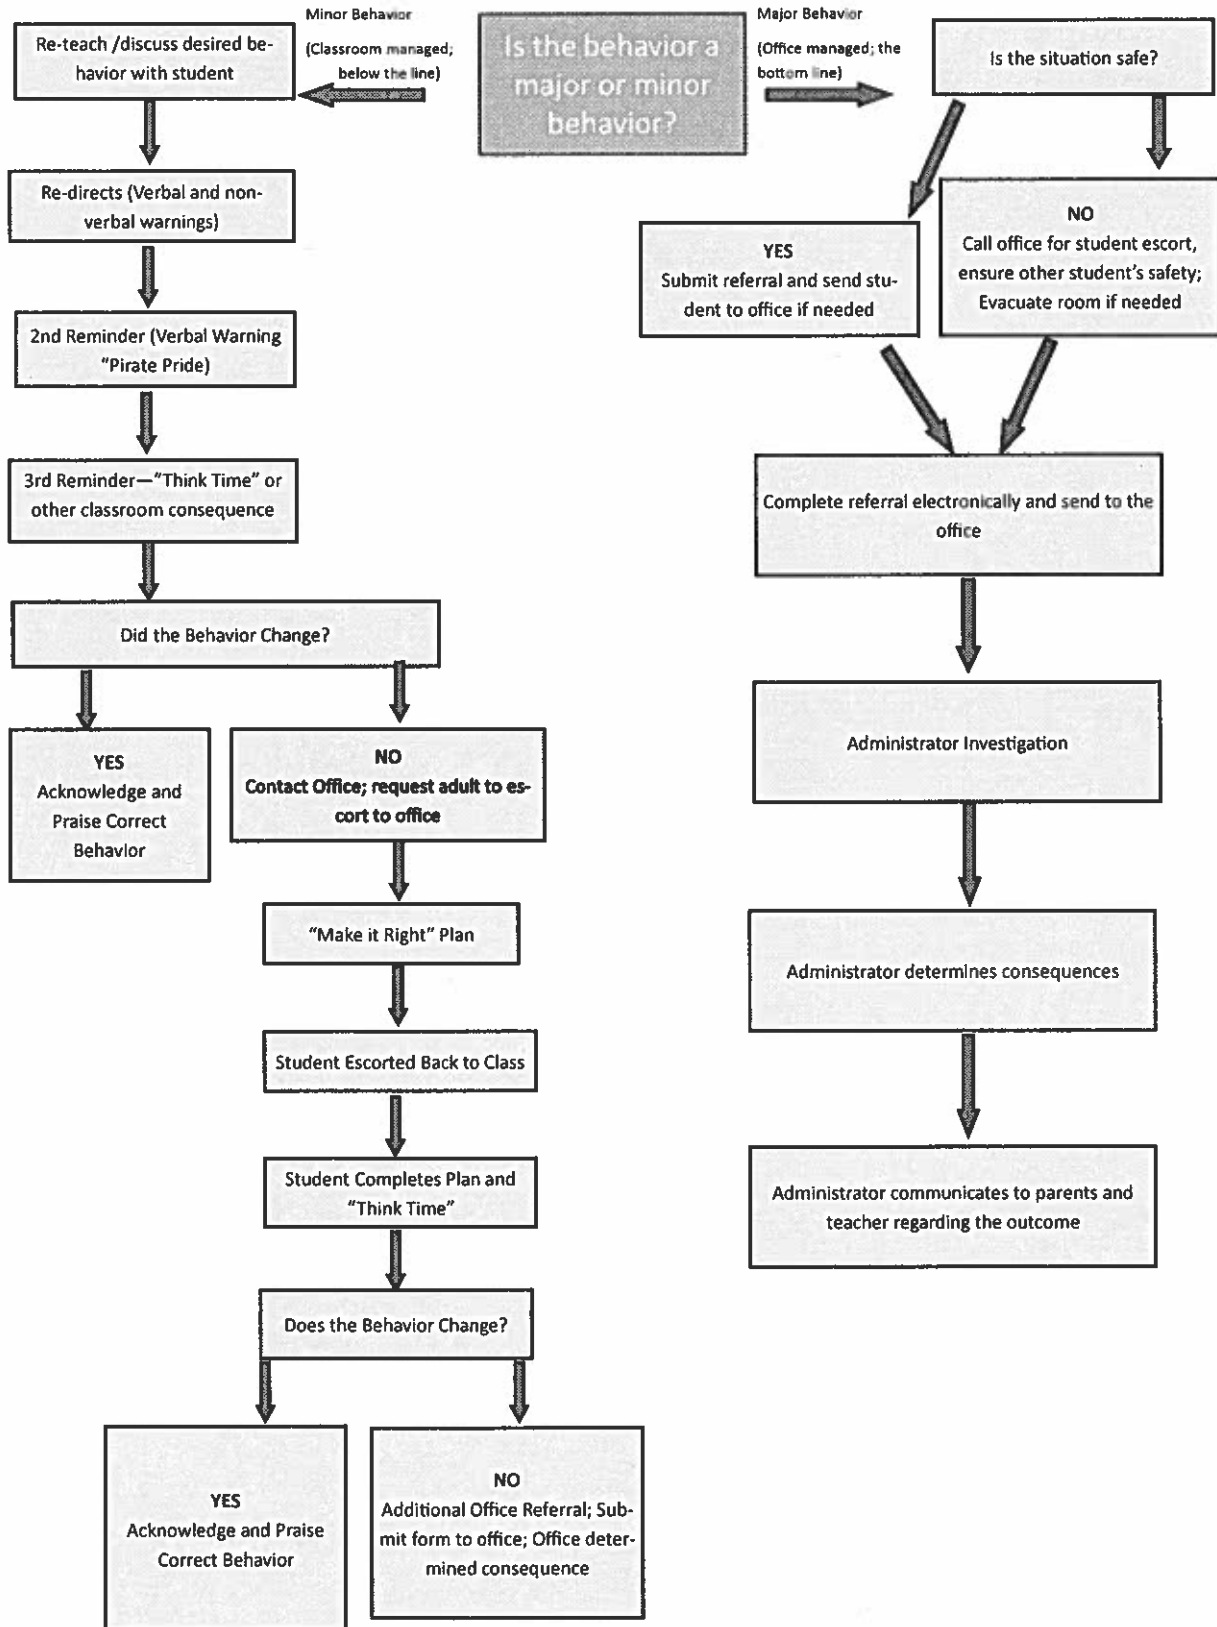 Minor Behavior
(Classroom managed;
below the line)
Is the behavior a
major or minor
behavior?
Major Behavior
(Office managed; the
bottom line)
Re-teach /discuss desired be-
havior with student
Re-directs (Verbal and non-
verbal warnings)
2nd Reminder (Verbal Warning
"Pirate Pride)
3rd Reminder—"Think Time" or
other classroom consequence
Did the Behavior Change?
YES
Acknowledge and
Praise Correct
Behavior
NO
Contact Office; request adult to es-
cort to office
"Make it Right" Plan
Student Escorted Back to Class
Student Completes Plan and
"Think Time"
Does the Behavior Change?
YES
Acknowledge and Praise
Correct Behavior
NO
Additional Office Referral; Sub-
mit form to office; Office deter-
mined consequence
Is the situation safe?
YES
Submit referral and send stu-
dent to office if needed
NO
Call office for student escort,
ensure other student's safety;
Evacuate room if needed
Complete referral electronically and send to the
office
Administrator Investigation
Administrator determines consequences
Administrator communicates to parents and
teacher regarding the outcome